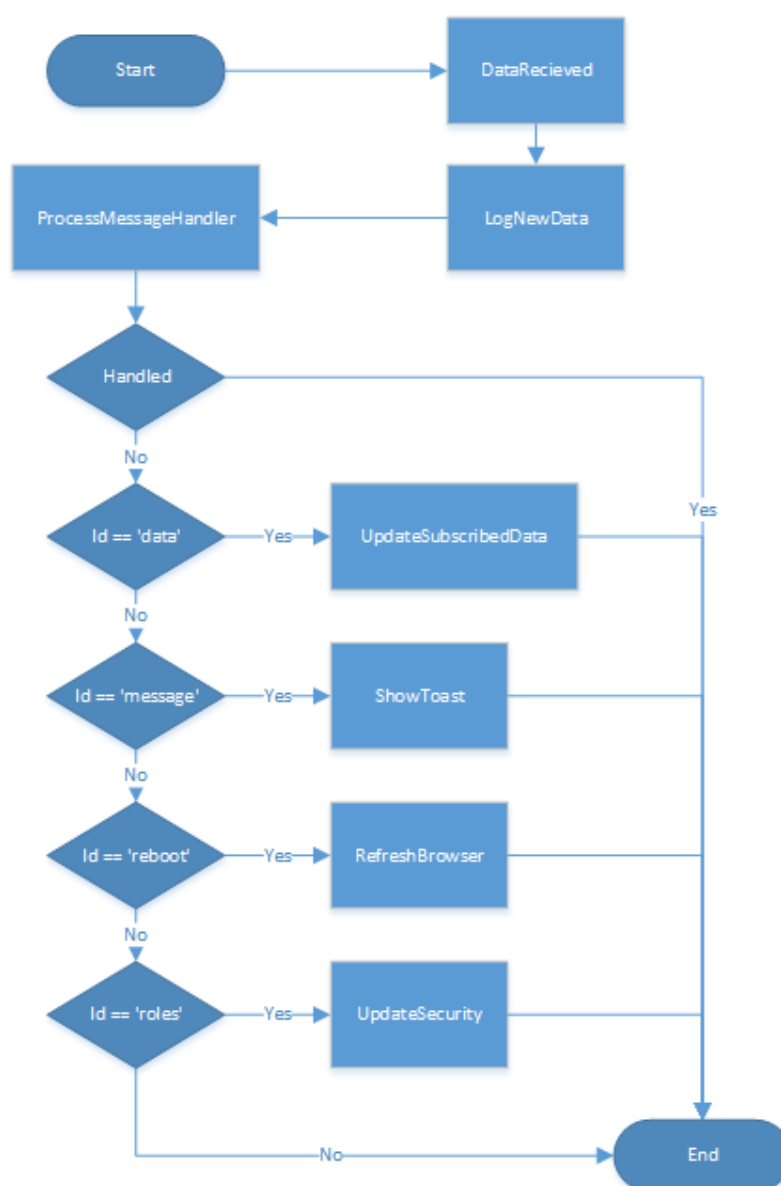 Start
DataRecieved
ProcessMessageHandler
LogNewData
Handled
No
Yes
Id == 'data'
Yes
UpdateSubscribedData
No
Id == 'message'
Yes
ShowToast
No
Id == 'reboot'
Yes
RefreshBrowser
No
Id == 'roles'
Yes
UpdateSecurity
No
End